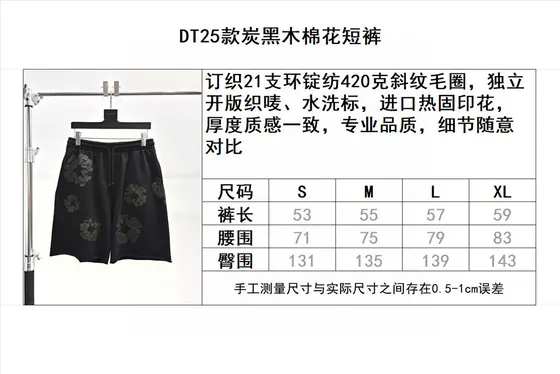 DT25款炭黑木棉花短裤
订织21支环锭纺420克斜纹毛圈，独立
开版织唛、水洗标，进口热固印花，
厚度质感一致，专业品质，细节随意
对比
尺码 S M L XL
裤长 53 55 57 59
腰围 71 75 79 83
臀围 131 135 139 143
手工测量尺寸与实际尺寸之间存在0.5-1cm误差